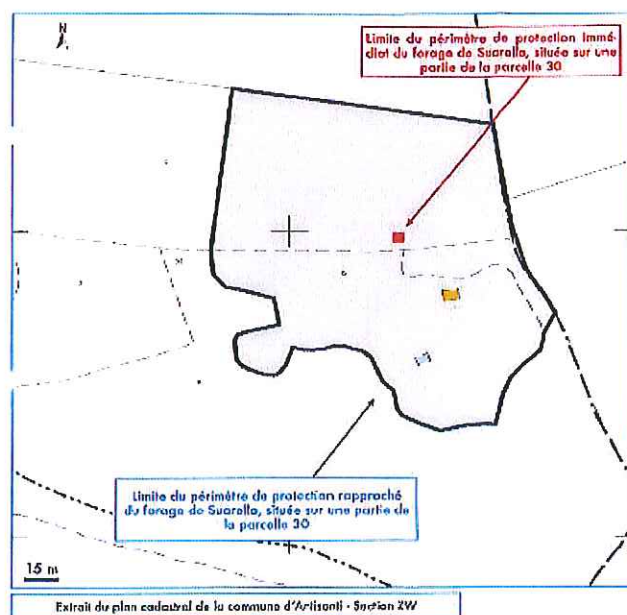 N
Limite du périmètre de protection immé-
diat du forage de Suarella, située sur une
partie de la parcelle 30
Limite du périmètre de protection rapproché
du forage de Suarella, située sur une partie de
la parcelle 30
15 m
Extrait du plan cadastral de la commune d'Artisanti - Section ZW